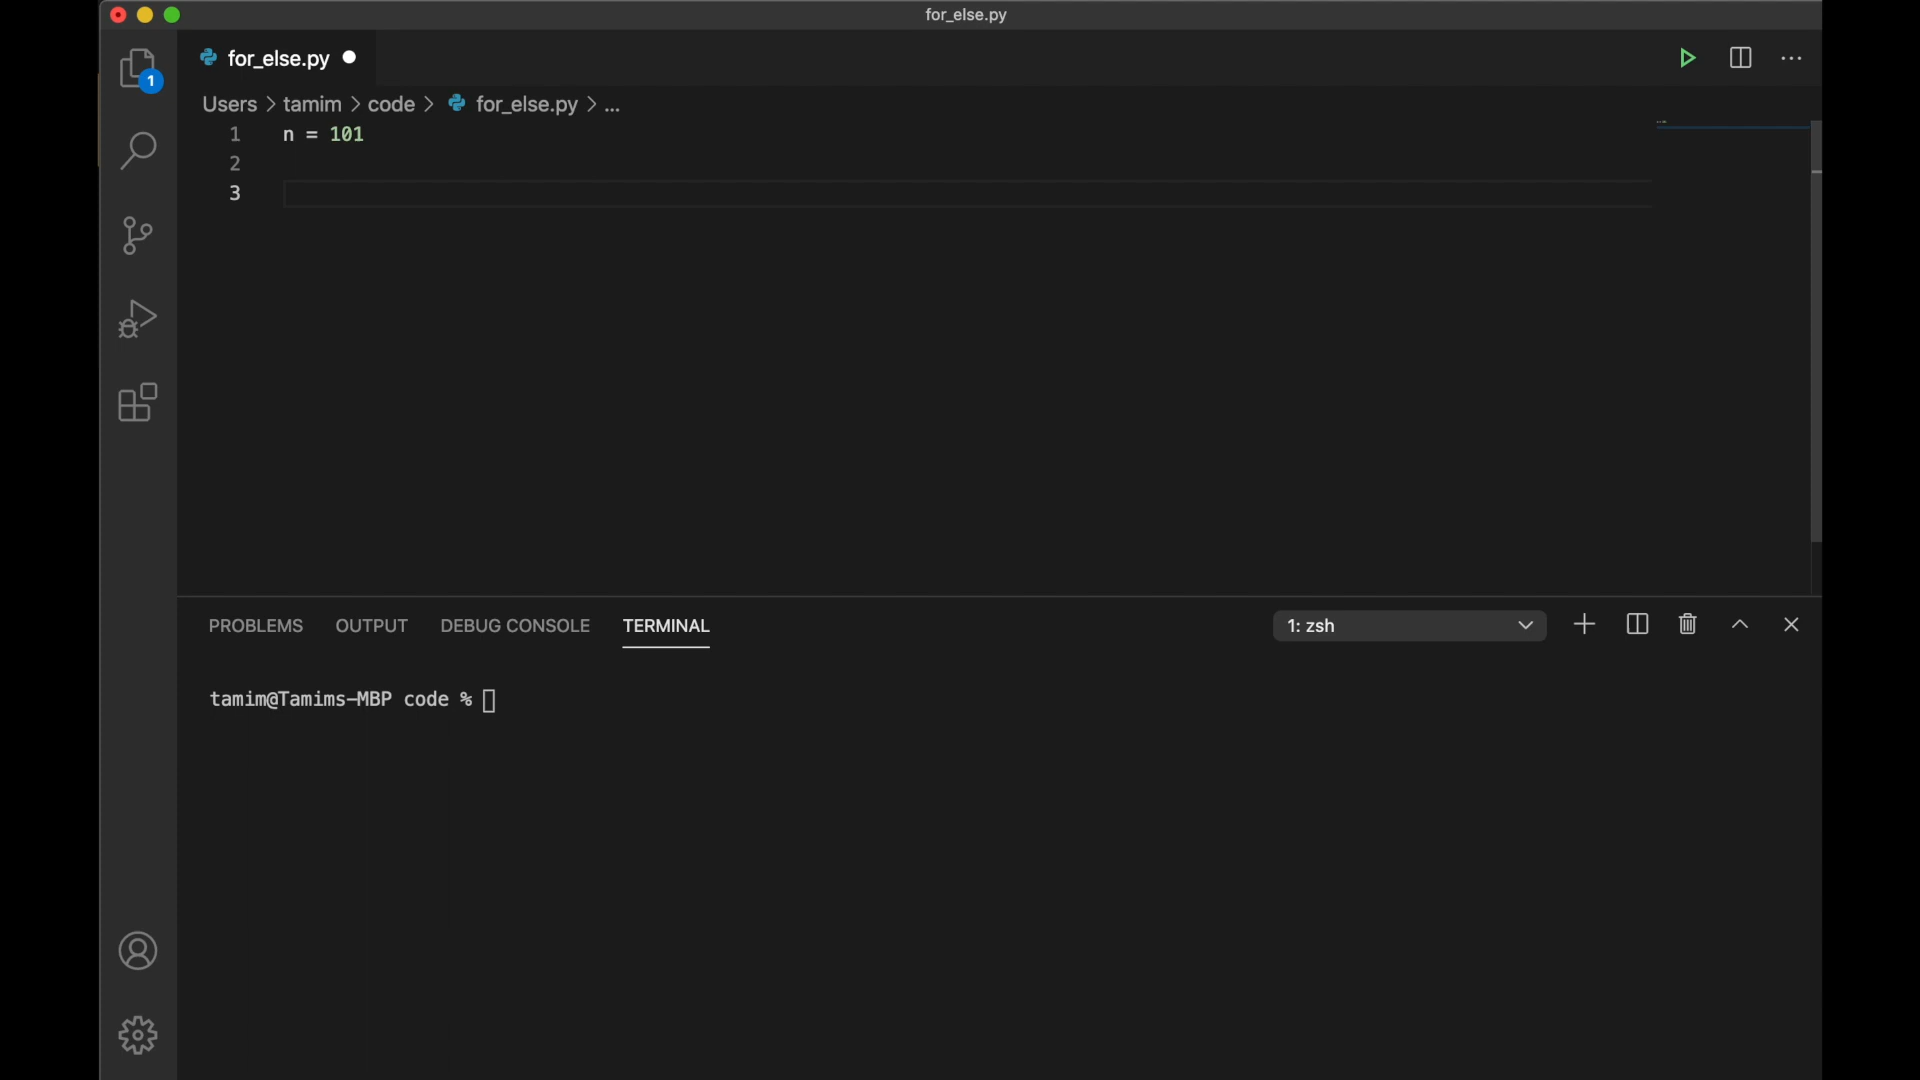 for_else.py
for_else.py
1
Users > tamim > code > for_else.py > ...
1 n = 101
2
3
PROBLEMS OUTPUT DEBUG CONSOLE TERMINAL 1: zsh
tamim@Tamims-MBP code %